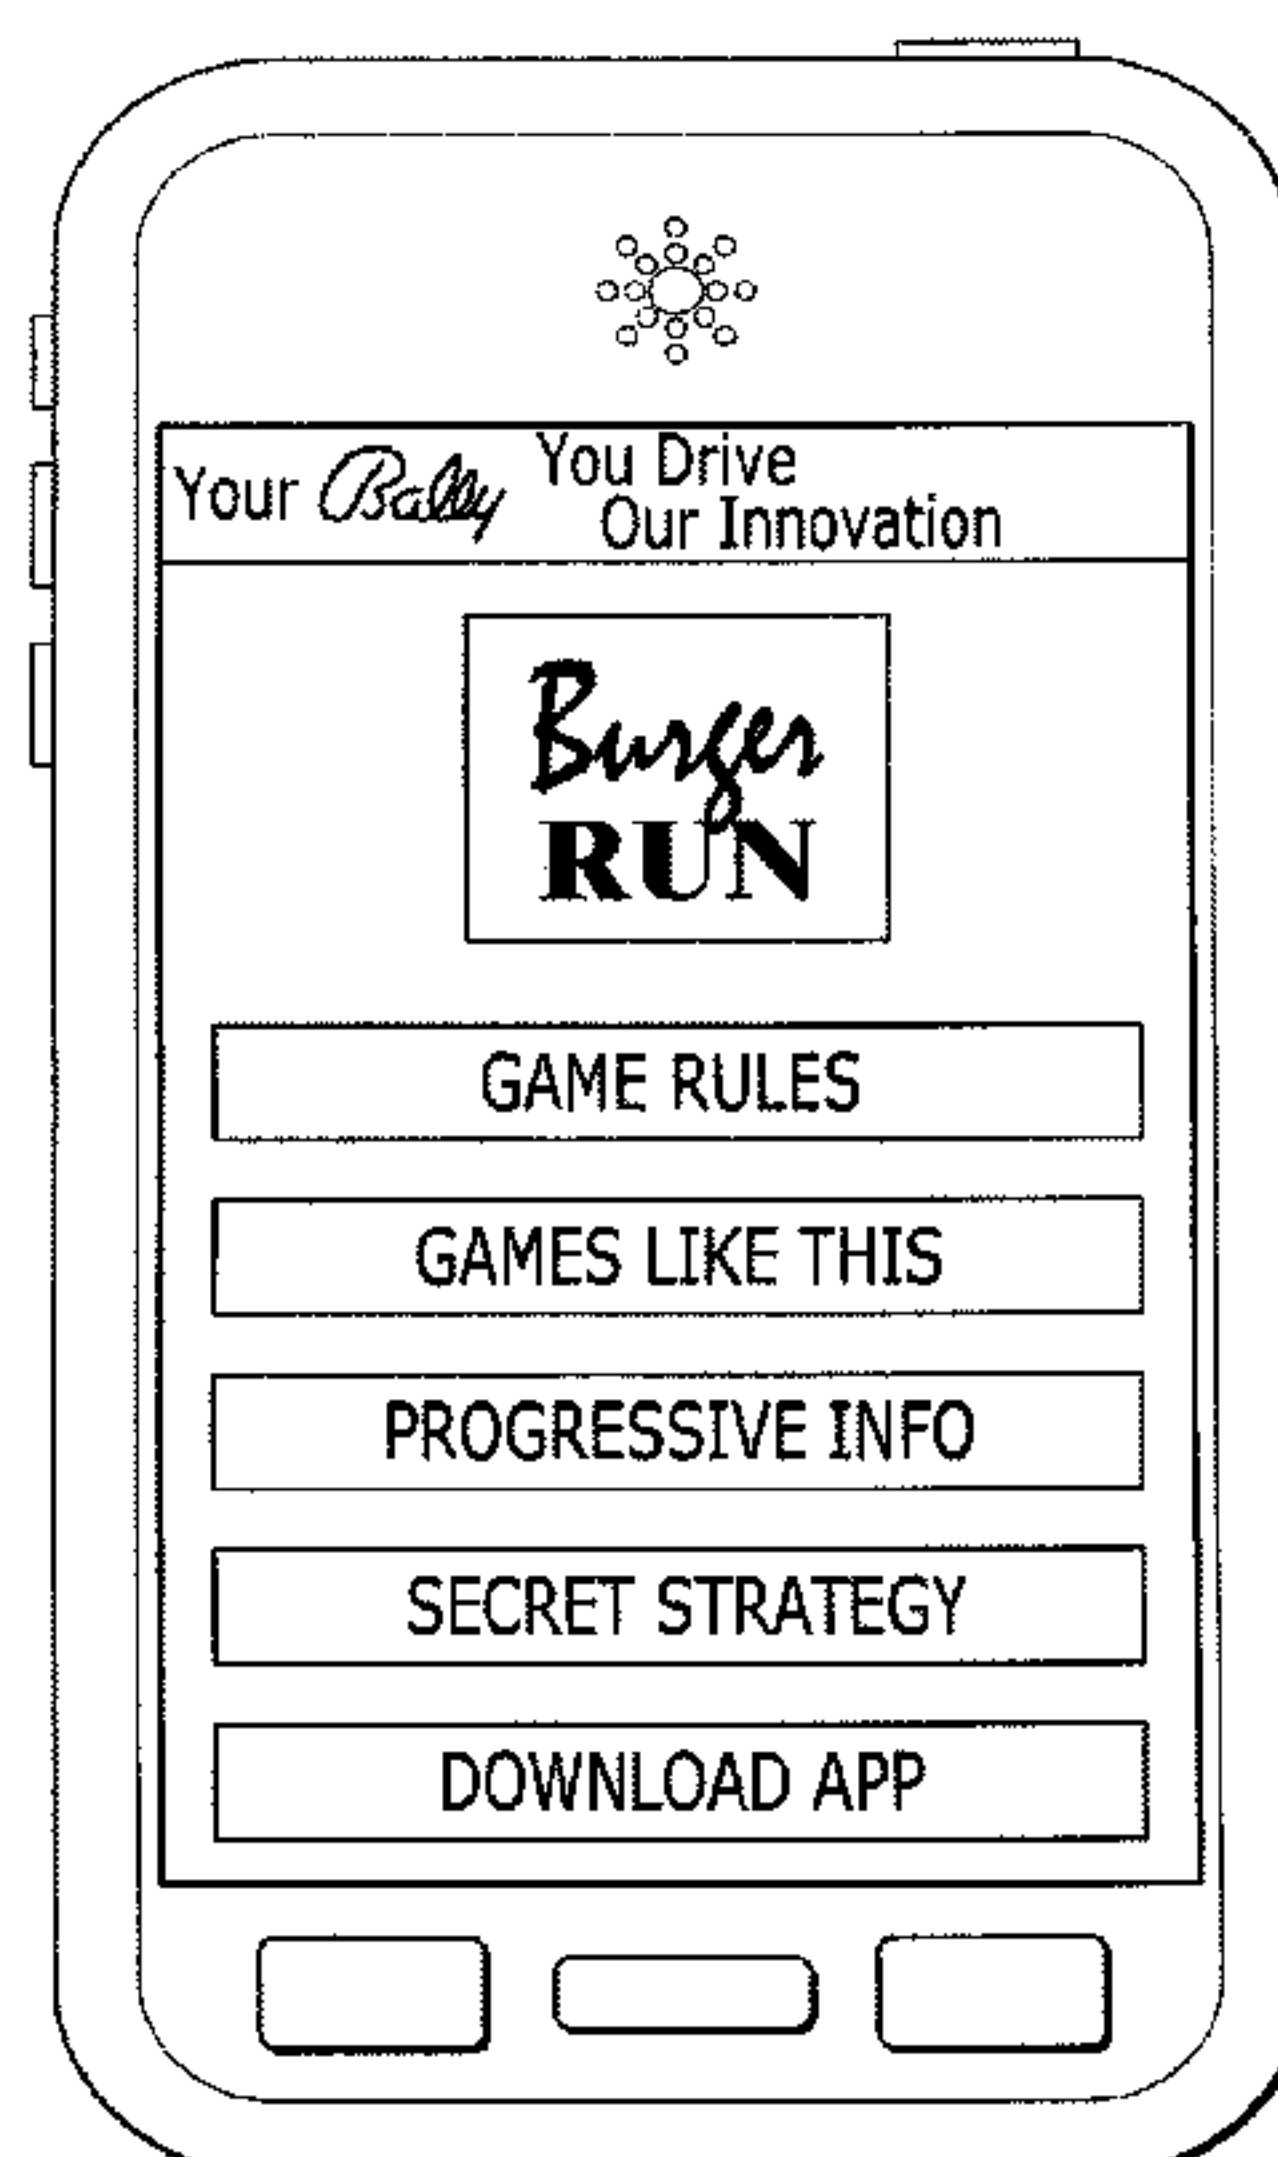 Your Bally You Drive
Our Innovation
Burger
RUN
GAME RULES
GAMES LIKE THIS
PROGRESSIVE INFO
SECRET STRATEGY
DOWNLOAD APP